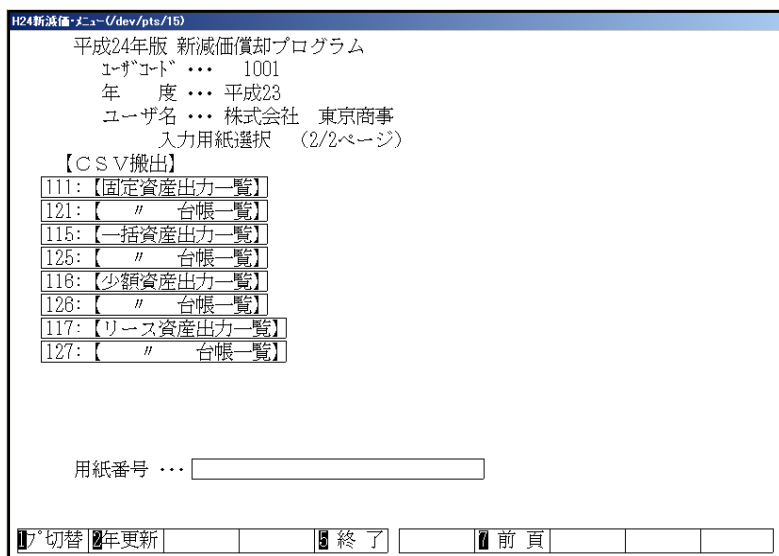 H24新減価・メニュー(/dev/pts/15)
平成24年版 新減価償却プログラム
ユーザコード ・・・ 1001
年　度 ・・・ 平成23
ユーザ名 ・・・ 株式会社　東京商事
入力用紙選択　(2/2ページ)
【ＣＳＶ搬出】
111:【固定資産出力一覧】
121:【　〃　台帳一覧】
115:【一括資産出力一覧】
125:【　〃　台帳一覧】
116:【少額資産出力一覧】
126:【　〃　台帳一覧】
117:【リース資産出力一覧】
127:【　〃　台帳一覧】
用紙番号 ・・・
1プ切替 2年更新 5 終 了 7 前 頁